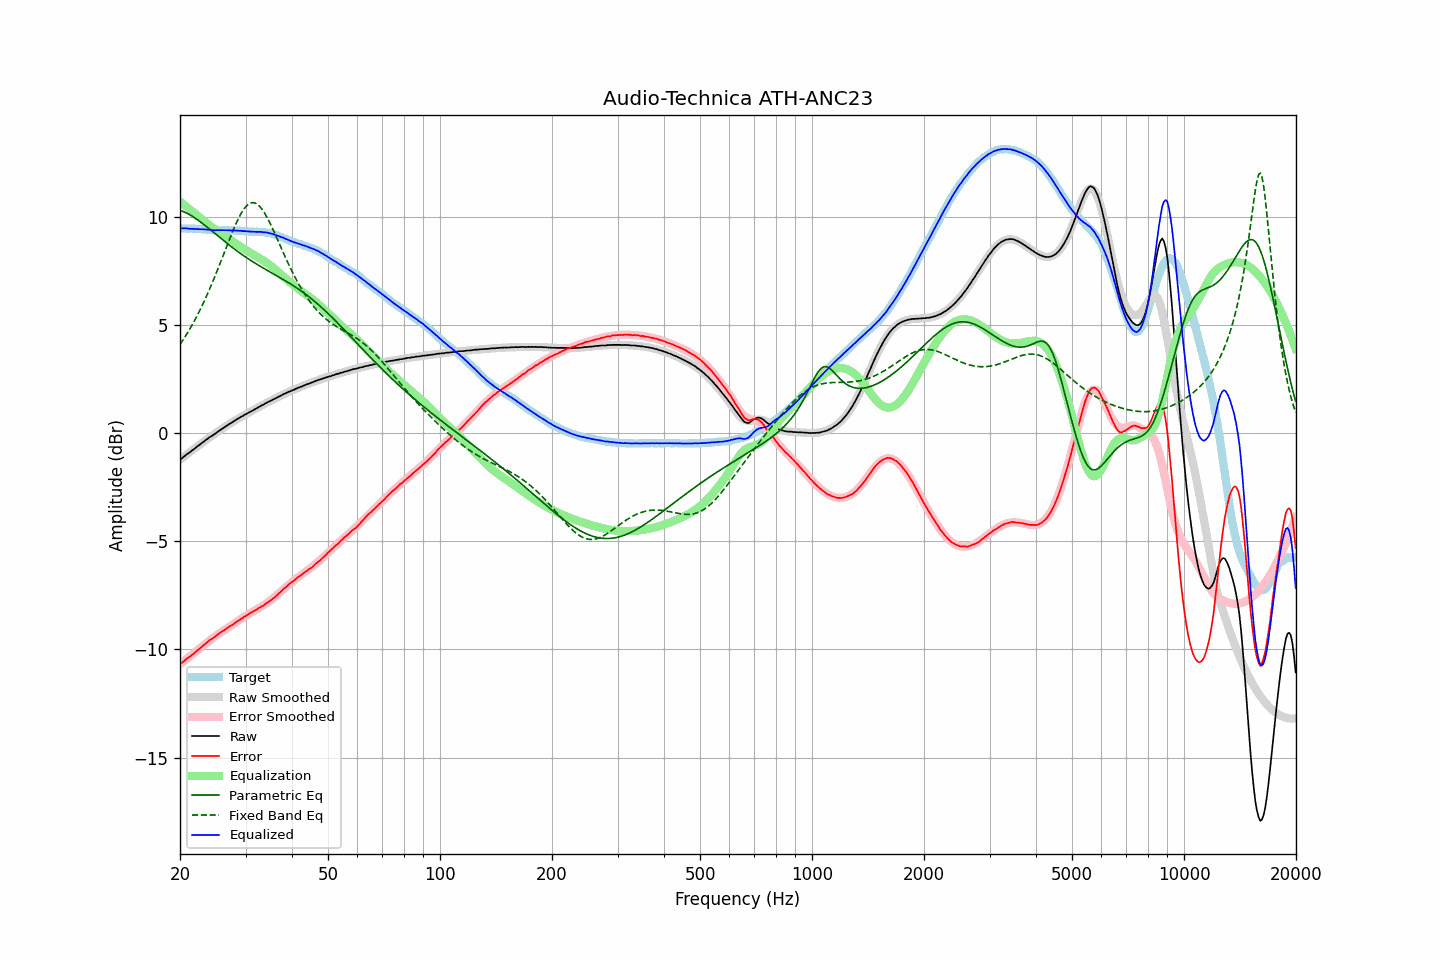 Audio-Technica ATH-ANC23
Amplitude (dBr)
10
5
0
−5
−10
−15
Target
Raw Smoothed
Error Smoothed
Raw
Error
Equalization
Parametric Eq
Fixed Band Eq
Equalized
20 50 100 200 500 1000 2000 5000 10000 20000
Frequency (Hz)